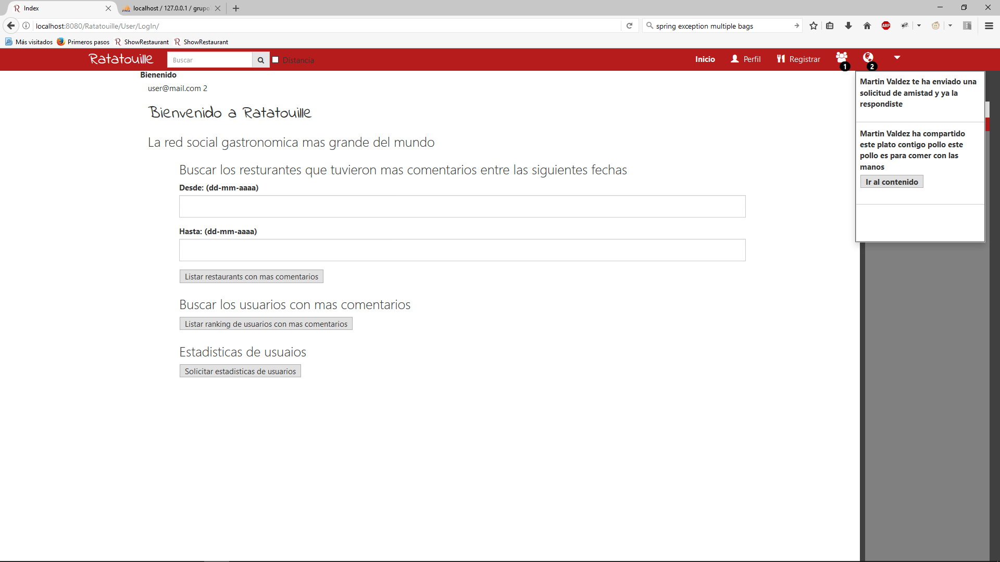 Index
localhost / 127.0.0.1 / grupo
localhost:8080/Ratatouille/User/LogIn/
spring exception multiple bags
ABP
Más visitados
Primeros pasos
ShowRestaurant
ShowRestaurant
Ratatouille
Buscar
Distancia
Inicio
Perfil
Registrar
1
2
Bienenido
user@mail.com 2
Bienvenido a Ratatouille
La red social gastronomica mas grande del mundo
Buscar los resturantes que tuvieron mas comentarios entre las siguientes fechas
Desde: (dd-mm-aaaa)
Hasta: (dd-mm-aaaa)
Listar restaurants con mas comentarios
Buscar los usuarios con mas comentarios
Listar ranking de usuarios con mas comentarios
Estadisticas de usuaios
Solicitar estadisticas de usuarios
Martin Valdez te ha enviado una
solicitud de amistad y ya la
respondiste
Martin Valdez ha compartido
este plato contigo pollo este
pollo es para comer con las
manos
Ir al contenido